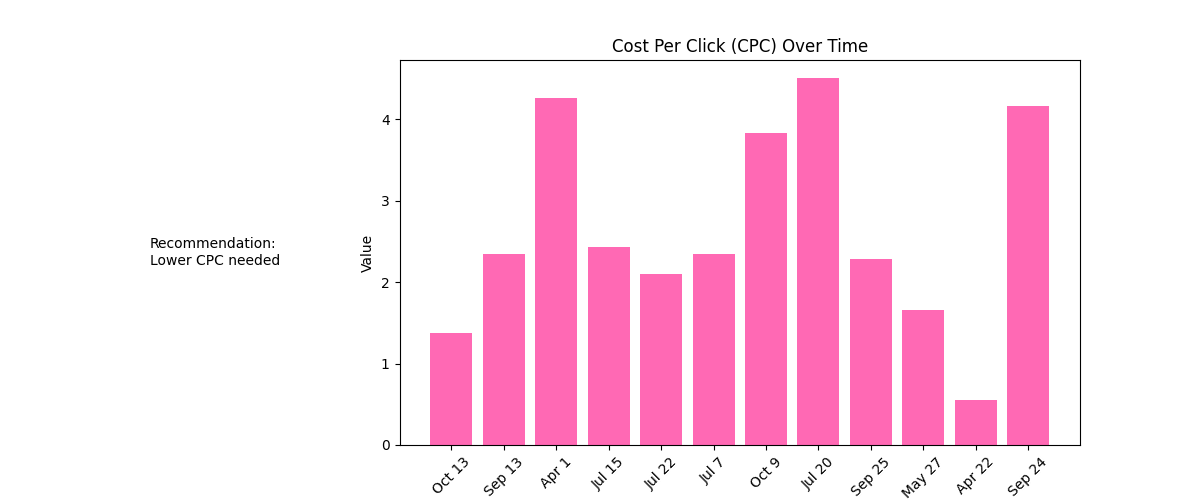 Cost Per Click (CPC) Over Time
Recommendation:
Lower CPC needed
Value
4
3
2
1
0
Oct 13
Sep 13
Apr 1
Jul 15
Jul 22
Jul 7
Oct 9
Jul 20
Sep 25
May 27
Apr 22
Sep 24